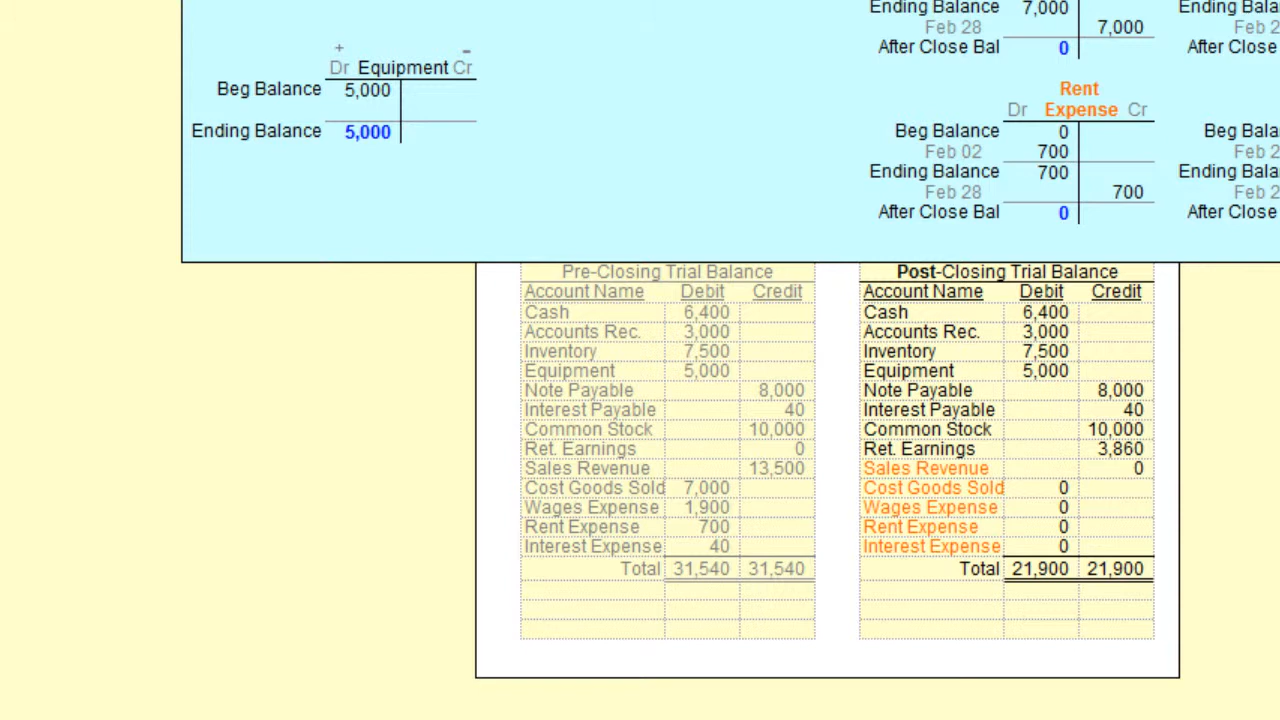 Ending Balance 7,000 Ending Bala
Feb 28 7,000 Feb 2
After Close Bal 0 After Close
+ -
Dr Equipment Cr
Beg Balance 5,000
Ending Balance 5,000
Rent
Dr Expense Cr
Beg Balance 0 Beg Bala
Feb 02 700 Feb 2
Ending Balance 700 Ending Bala
Feb 28 700 Feb 2
After Close Bal 0 After Close
Pre-Closing Trial Balance
Account Name Debit Credit
Cash 6,400
Accounts Rec. 3,000
Inventory 7,500
Equipment 5,000
Note Payable 8,000
Interest Payable 40
Common Stock 10,000
Ret. Earnings 0
Sales Revenue 13,500
Cost Goods Sold 7,000
Wages Expense 1,900
Rent Expense 700
Interest Expense 40
Total 31,540 31,540
Post-Closing Trial Balance
Account Name Debit Credit
Cash 6,400
Accounts Rec. 3,000
Inventory 7,500
Equipment 5,000
Note Payable 8,000
Interest Payable 40
Common Stock 10,000
Ret. Earnings 3,860
Sales Revenue 0
Cost Goods Sold 0
Wages Expense 0
Rent Expense 0
Interest Expense 0
Total 21,900 21,900